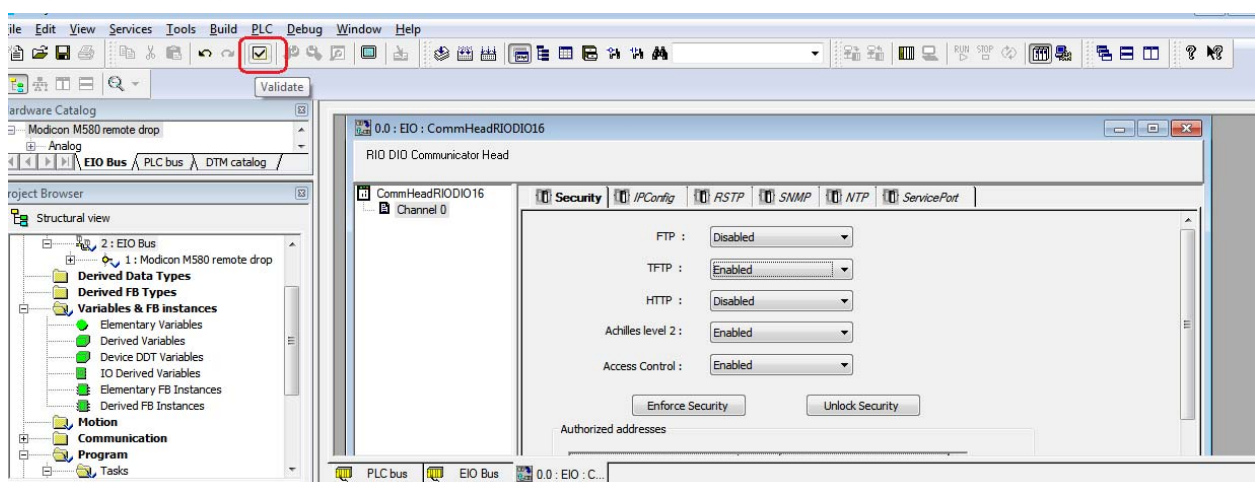 ile Edit View Services Tools Build PLC Debug Window Help
RUN STOP
Validate
ardware Catalog
Modicon M580 remote drop
Analog
EIO Bus PLC bus DTM catalog
roject Browser
Structural view
2 : EIO Bus
1 : Modicon M580 remote drop
Derived Data Types
Derived FB Types
Variables & FB instances
Elementary Variables
Derived Variables
Device DDT Variables
IO Derived Variables
Elementary FB Instances
Derived FB Instances
Motion
Communication
Program
Tasks
0.0 : EIO : CommHeadRIODIO16
RIO DIO Communicator Head
CommHeadRIODIO16
Channel 0
Security IPConfig RSTP SNMP NTP ServicePort
FTP : Disabled
TFTP : Enabled
HTTP : Disabled
Achilles level 2 : Enabled
Access Control : Enabled
Enforce Security Unlock Security
Authorized addresses
PLC bus EIO Bus 0.0 : EIO : C...